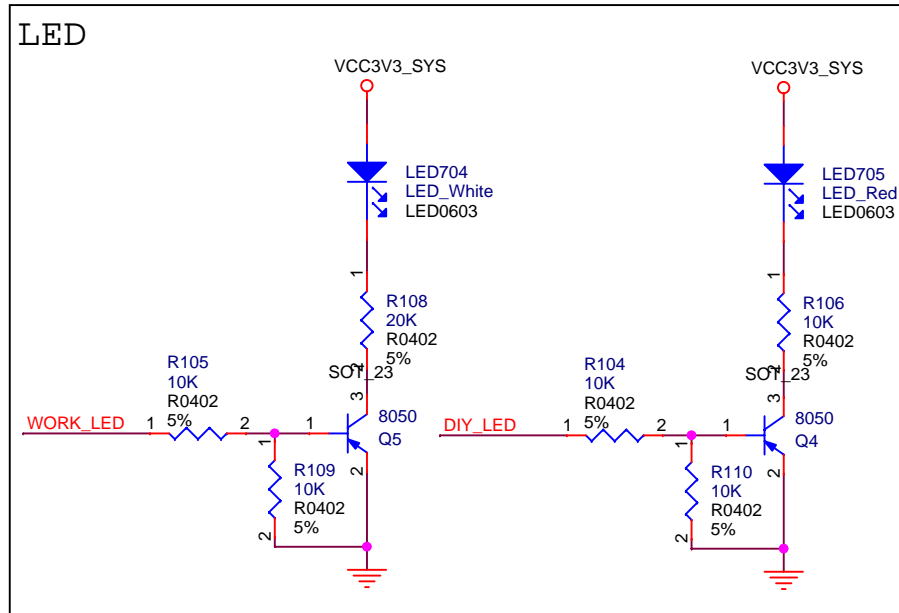 LED
VCC3V3_SYS
LED704
LED_White
LED0603
1
R108
20K
R0402
5%
2
SOT_23
R105
10K
R0402
5%
WORK_LED
1
2
1
3
8050
Q5
2
1
R109
10K
R0402
5%
2
VCC3V3_SYS
LED705
LED_Red
LED0603
1
R106
10K
R0402
5%
2
SOT_23
R104
10K
R0402
5%
DIY_LED
1
2
1
3
8050
Q4
2
1
R110
10K
R0402
5%
2